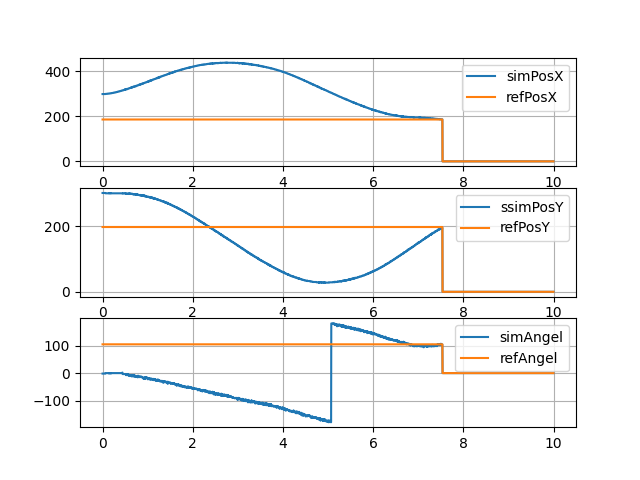 400
200
0
simPosX
refPosX
0 2 4 6 8 10
200
0
ssimPosY
refPosY
0 2 4 6 8 10
100
0
−100
simAngel
refAngel
0 2 4 6 8 10